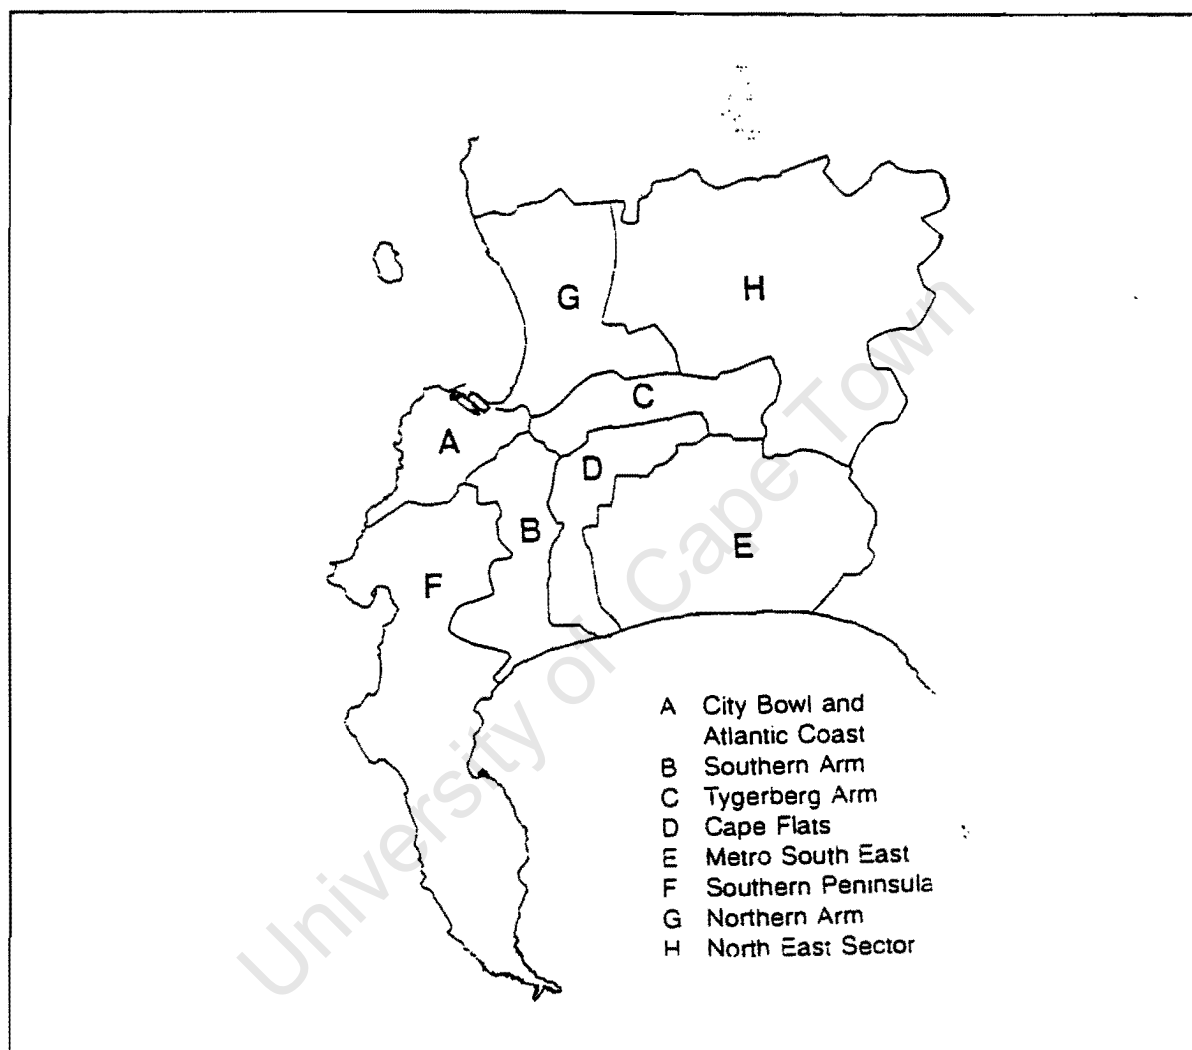 G
H
C
A
D
B
E
F
A City Bowl and
Atlantic Coast
B Southern Arm
C Tygerberg Arm
D Cape Flats
E Metro South East
F Southern Peninsula
G Northern Arm
H North East Sector
University of Cape Town